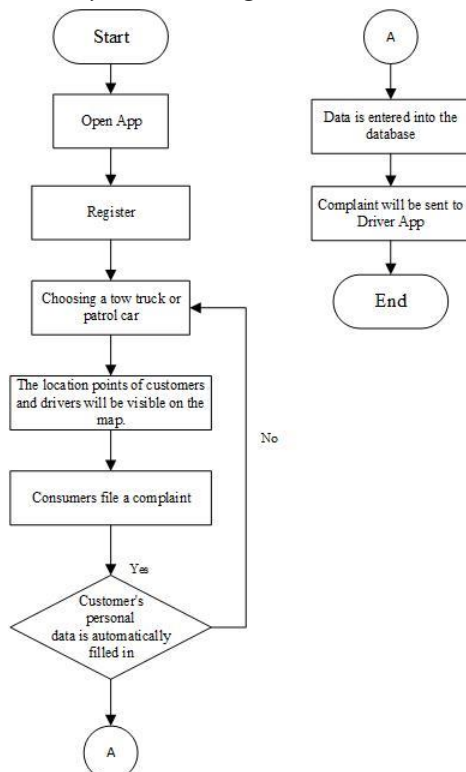 Start
Open App
Register
Choosing a tow truck or
patrol car
The location points of customers
and drivers will be visible on the
map.
Consumers file a complaint
Yes
No
Customer's
personal
data is automatically
filled in
A
A
Data is entered into the
database
Complaint will be sent to
Driver App
End